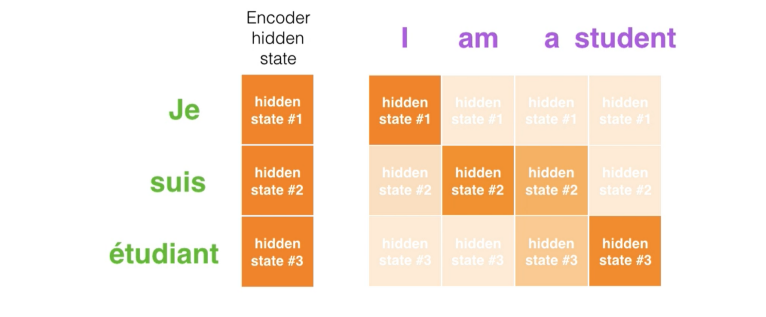 Encoder
hidden
state
I am a student
Je
hidden
state #1
hidden
state #1
hidden
state #1
hidden
state #1
hidden
state #1
suis
hidden
state #2
hidden
state #2
hidden
state #2
hidden
state #2
hidden
state #2
étudiant
hidden
state #3
hidden
state #3
hidden
state #3
hidden
state #3
hidden
state #3